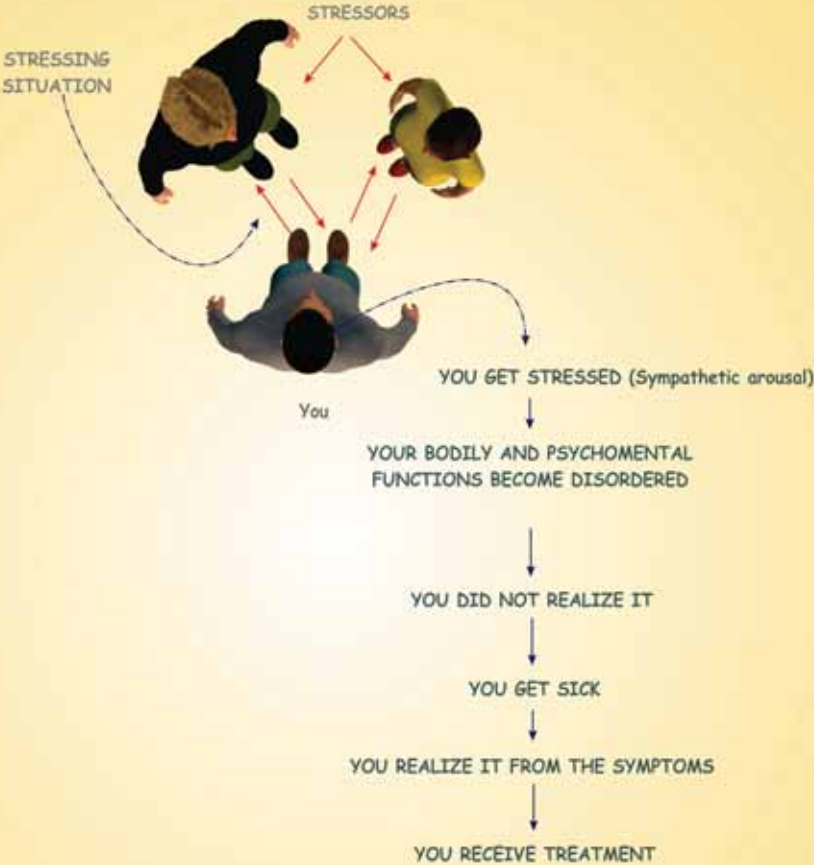 STRESSORS
STRESSING
SITUATION
You
YOU GET STRESSED (Sympathetic arousal)
YOUR BODILY AND PSYCHOMENTAL
FUNCTIONS BECOME DISORDERED
YOU DID NOT REALIZE IT
YOU GET SICK
YOU REALIZE IT FROM THE SYMPTOMS
YOU RECEIVE TREATMENT